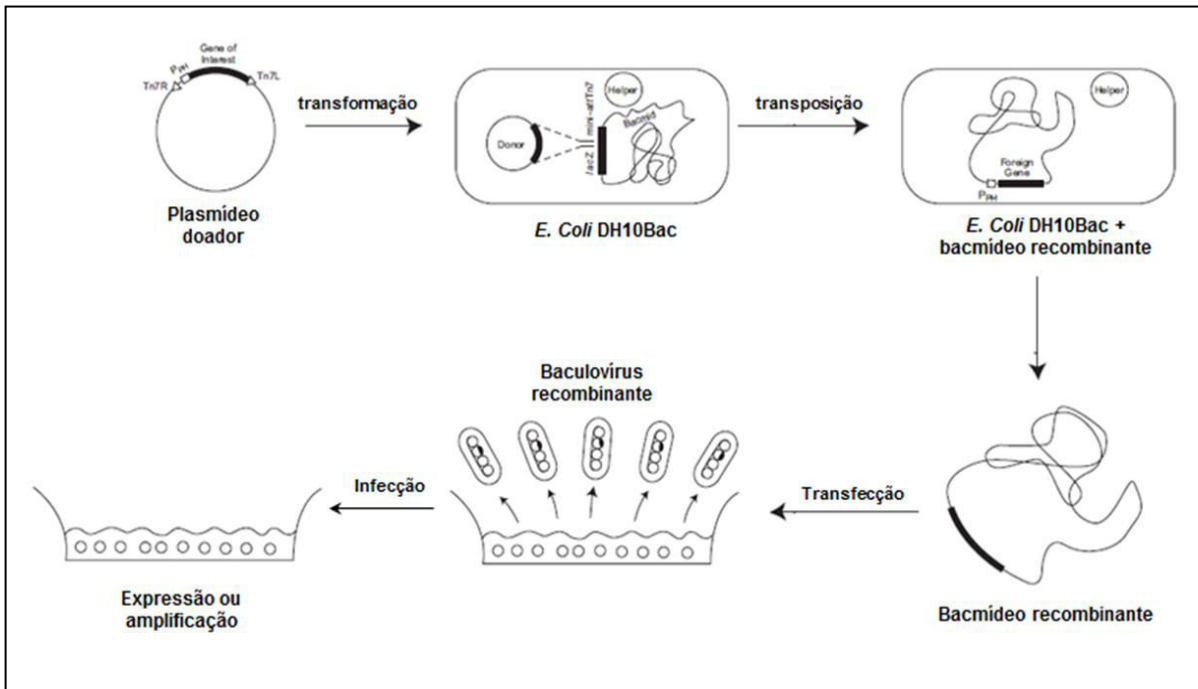 Gene of
Interest
PPH
Tn7R
Tn7L
Plasmídeo
doador
transformação
Helper
Donor
lacZ
mini-attTn7
Bacmid
E. Coli DH10Bac
transposição
Helper
Foreign
Gene
PPH
E. Coli DH10Bac +
bacmídeo recombinante
Bacmídeo recombinante
Transfecção
Baculovírus
recombinante
Infecção
Expressão ou
amplificação